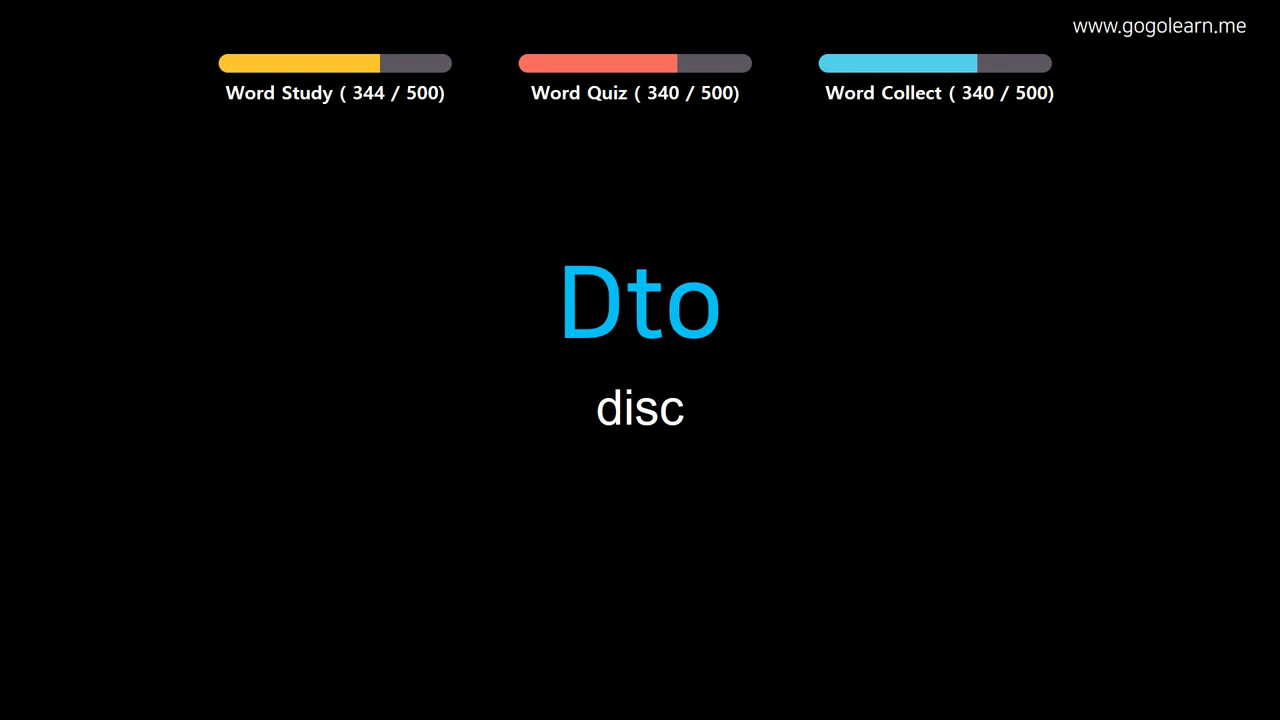 www.gogolearn.me
Word Study ( 344 / 500)
Word Quiz ( 340 / 500)
Word Collect ( 340 / 500)
Dto
disc